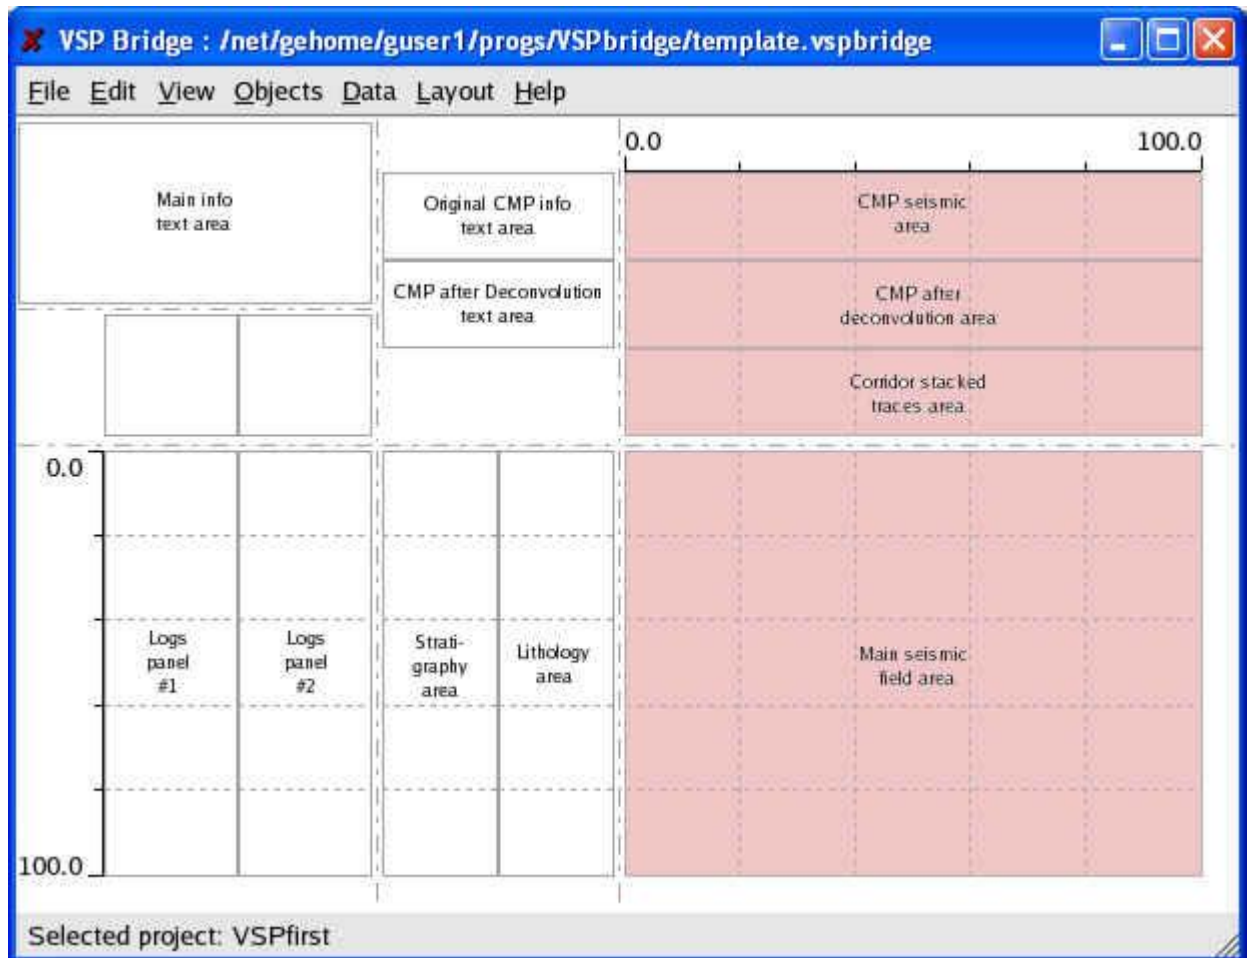 VSP Bridge : /net/gehome/guser1/progs/VSPbridge/template.vspbridge
File Edit View Objects Data Layout Help
0.0 100.0
Main info
text area
Original CMP info
text area
CMP seismic
area
CMP after Deconvolution
text area
CMP after
deconvolution area
Corridor stacked
traces area
0.0
Logs
panel
#1
Logs
panel
#2
Strati-
graphy
area
Lithology
area
Main seismic
field area
100.0
Selected project: VSPfirst